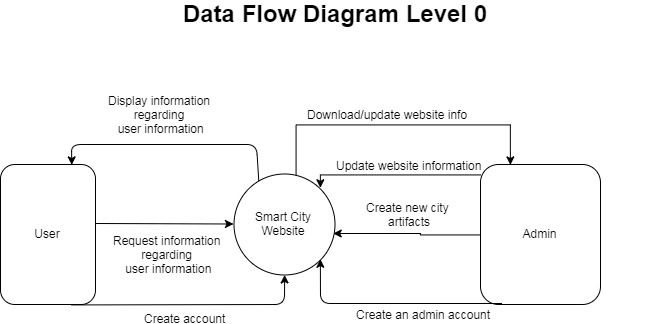 Data Flow Diagram Level 0
Display information
regarding
user information
Download/update website info
Update website information
User
Smart City
Website
Create new city
artifacts
Admin
Request information
regarding
user information
Create account
Create an admin account